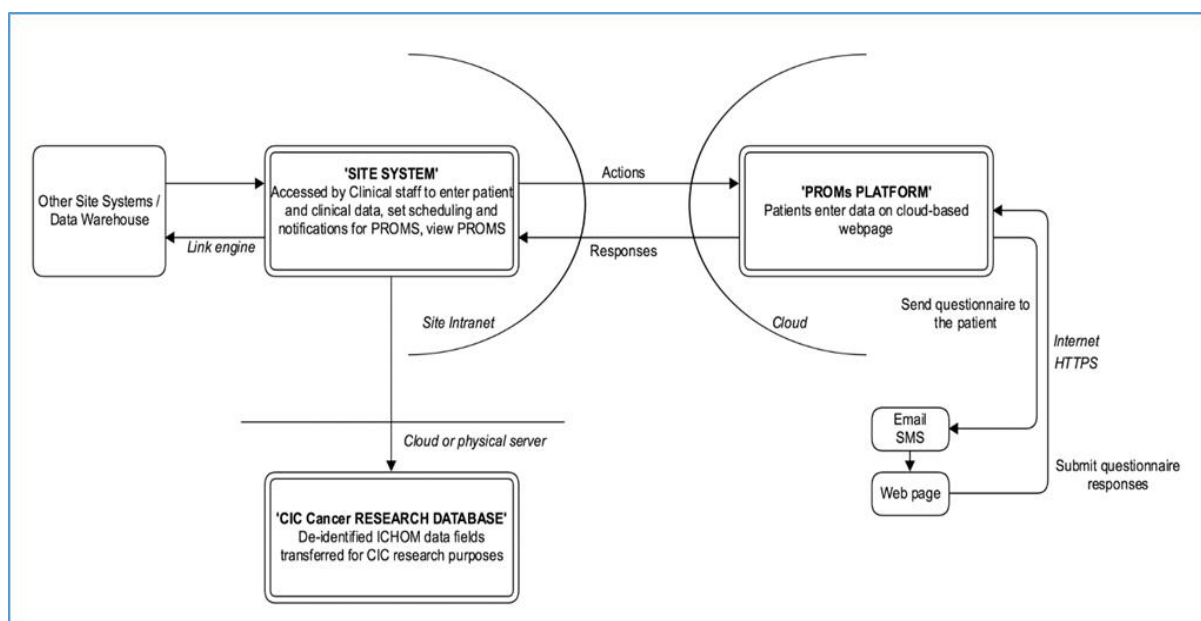 Other Site Systems /
Data Warehouse
Link engine
'SITE SYSTEM'
Accessed by Clinical staff to enter patient
and clinical data, set scheduling and
notifications for PROMS, view PROMS
Site Intranet
Actions
Responses
Cloud
'PROMs PLATFORM'
Patients enter data on cloud-based
webpage
Send questionnaire to
the patient
Internet
HTTPS
Email
SMS
Web page
Submit questionnaire
responses
Cloud or physical server
'CIC Cancer RESEARCH DATABASE'
De-identified ICHOM data fields
transferred for CIC research purposes